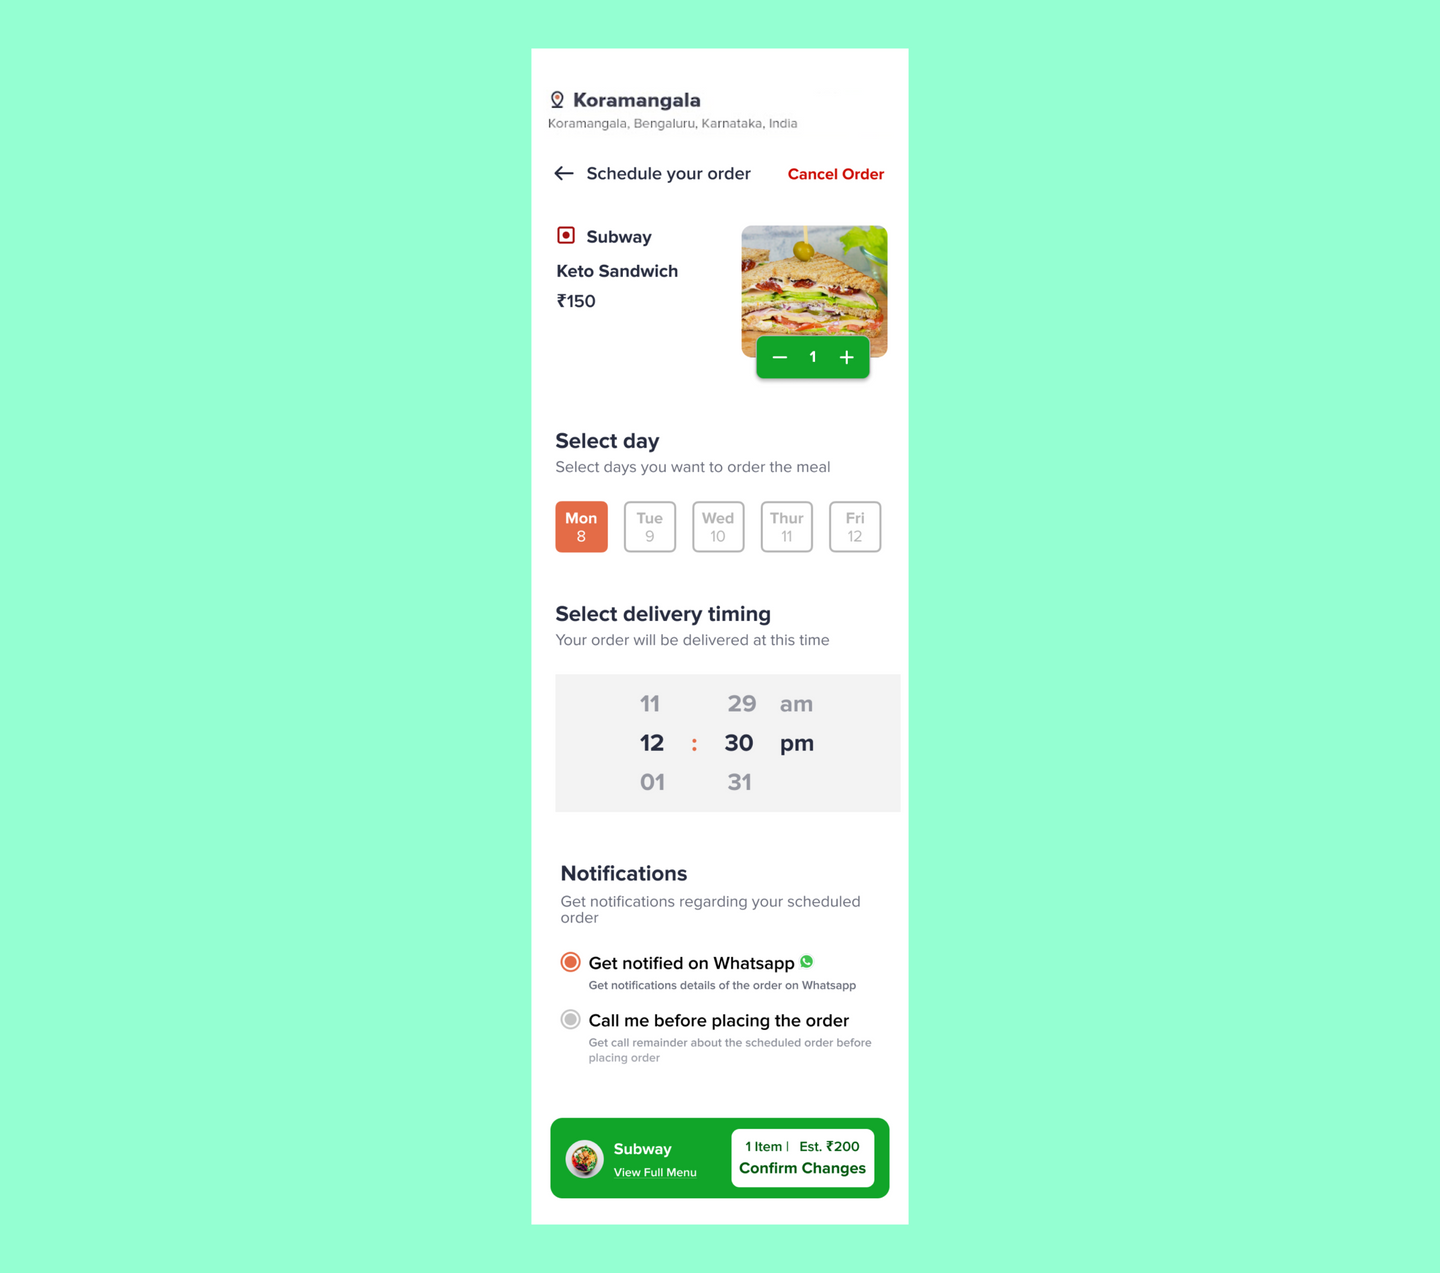 Koramangala
Koramangala, Bengaluru, Karnataka, India
Schedule your order
Cancel Order
Subway
Keto Sandwich
₹150
1
Select day
Select days you want to order the meal
Mon
8
Tue
9
Wed
10
Thur
11
Fri
12
Select delivery timing
Your order will be delivered at this time
11 29 am
12 : 30 pm
01 31
Notifications
Get notifications regarding your scheduled
order
Get notified on Whatsapp
Get notifications details of the order on Whatsapp
Call me before placing the order
Get call remainder about the scheduled order before
placing order
Subway
View Full Menu
1 Item | Est. ₹200
Confirm Changes